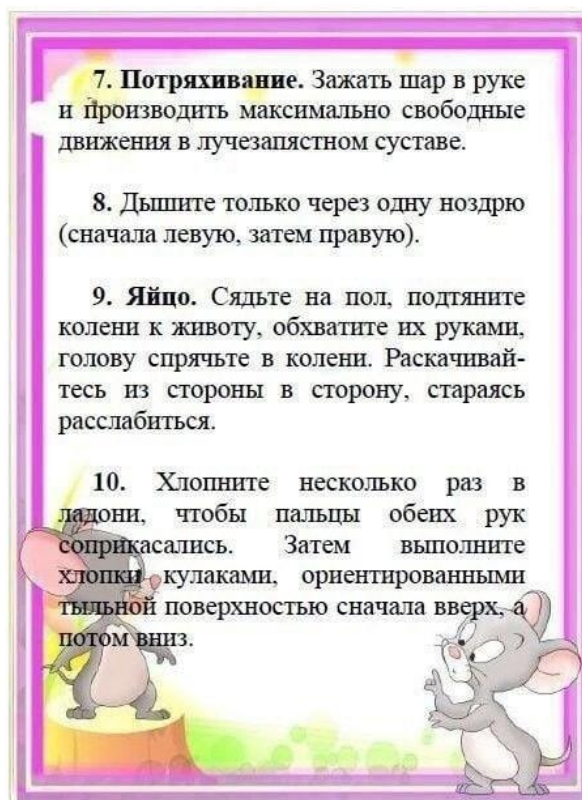 7. Потряхивание. Зажать шар в руке
и производить максимально свободные
движения в лучезапястном суставе.
8. Дышите только через одну ноздрю
(сначала левую, затем правую).
9. Яйцо. Сядьте на пол, подтяните
колени к животу, обхватите их руками,
голову спрячьте в колени. Раскачивай-
тесь из стороны в сторону, стараясь
расслабиться.
10. Хлопните несколько раз в
ладони, чтобы пальцы обеих рук
соприкасались. Затем выполните
хлопки кулаками, ориентированными
тыльной поверхностью сначала вверх, а
потом вниз.